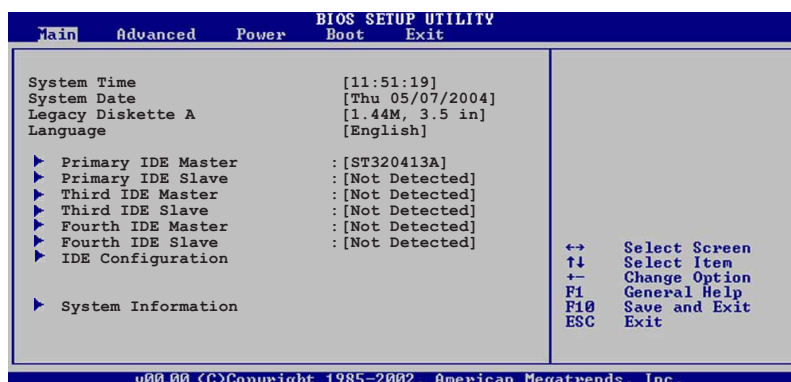 BIOS SETUP UTILITY
Main Advanced Power Boot Exit
System Time [11:51:19]
System Date [Thu 05/07/2004]
Legacy Diskette A [1.44M, 3.5 in]
Language [English]
Primary IDE Master :[ST320413A]
Primary IDE Slave :[Not Detected]
Third IDE Master :[Not Detected]
Third IDE Slave :[Not Detected]
Fourth IDE Master :[Not Detected]
Fourth IDE Slave :[Not Detected]
IDE Configuration
System Information
↔ Select Screen
↑↓ Select Item
+- Change Option
F1 General Help
F10 Save and Exit
ESC Exit
v00.00 (C)Copyright 1985-2002, American Megatrends, Inc.